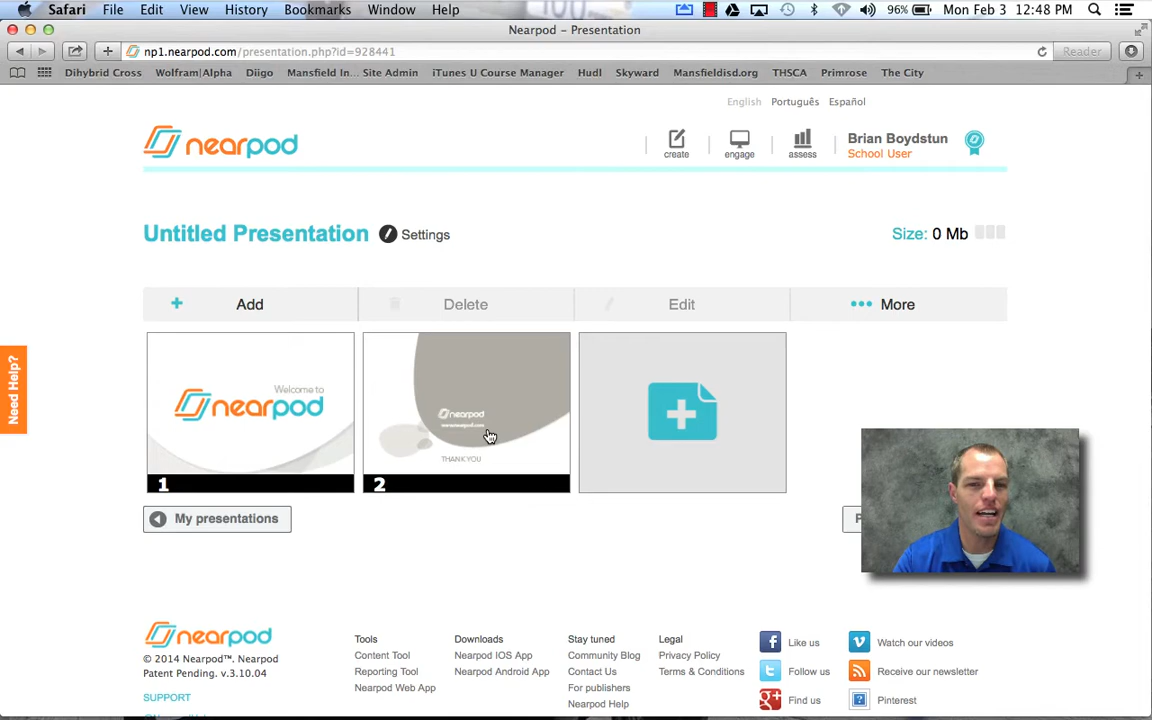 Safari File Edit View History Bookmarks Window Help 96% Mon Feb 3 12:48 PM
Nearpod – Presentation
np1.nearpod.com/presentation.php?id=928441 Reader
Dihybrid Cross Wolfram|Alpha Diigo Mansfield In... Site Admin iTunes U Course Manager Hudl Skyward Mansfieldisd.org THSCA Primrose The City
English Português Español
nearpod
create engage assess
Brian Boydstun
School User
Untitled Presentation Settings Size: 0 Mb
Add Delete Edit More
Welcome to
nearpod
1
nearpod
www.nearpod.com
THANK YOU
2
Need Help?
My presentations
nearpod
© 2014 Nearpod™. Nearpod
Patent Pending. v.3.10.04
SUPPORT
Tools
Content Tool
Reporting Tool
Nearpod Web App
Downloads
Nearpod IOS App
Nearpod Android App
Stay tuned
Community Blog
Contact Us
For publishers
Nearpod Help
Legal
Privacy Policy
Terms & Conditions
Like us
Follow us
Find us
Watch our videos
Receive our newsletter
Pinterest